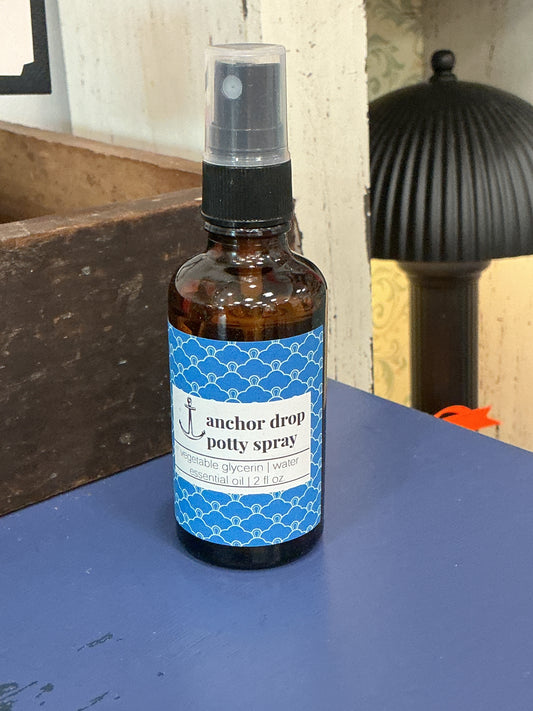 anchor drop
potty spray
vegetable glycerin | water
essential oil | 2 fl oz